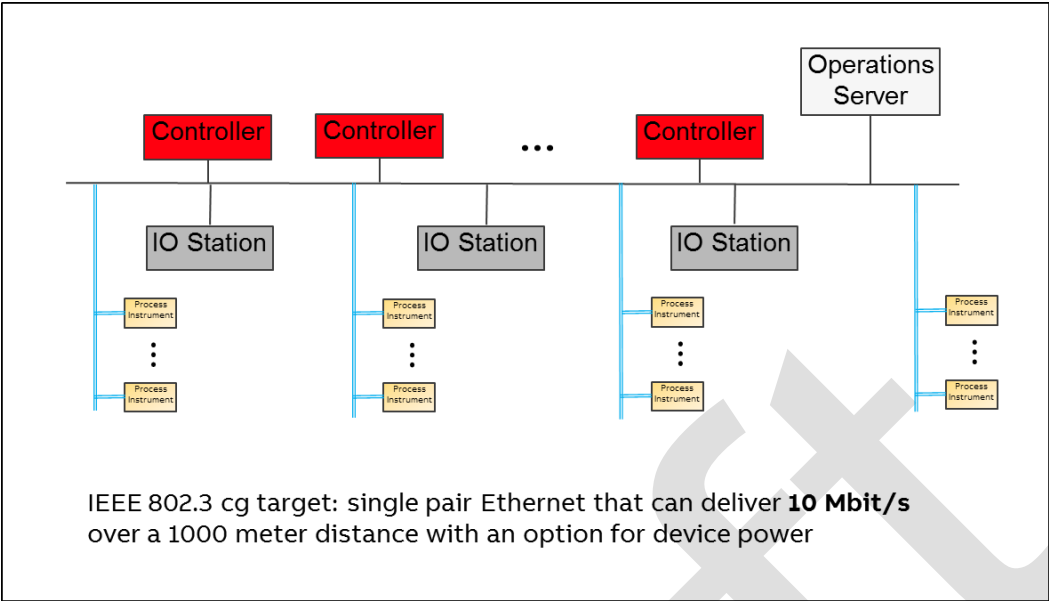 Operations
Server
Controller
Controller
...
Controller
IO Station
IO Station
IO Station
Process
Instrument
Process
Instrument
Process
Instrument
Process
Instrument
Process
Instrument
Process
Instrument
Process
Instrument
Process
Instrument
IEEE 802.3 cg target: single pair Ethernet that can deliver 10 Mbit/s
over a 1000 meter distance with an option for device power
ft